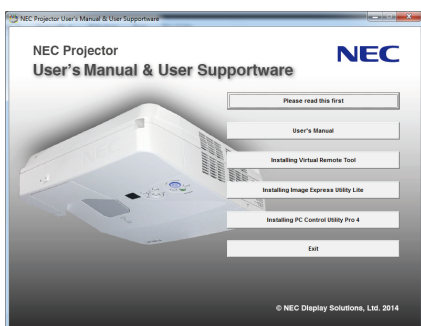 NEC Projector User's Manual & User Supportware
NEC Projector
NEC
User's Manual & User Supportware
Please read this first
User's Manual
Installing Virtual Remote Tool
Installing Image Express Utility Lite
Installing PC Control Utility Pro 4
Exit
© NEC Display Solutions, Ltd. 2014